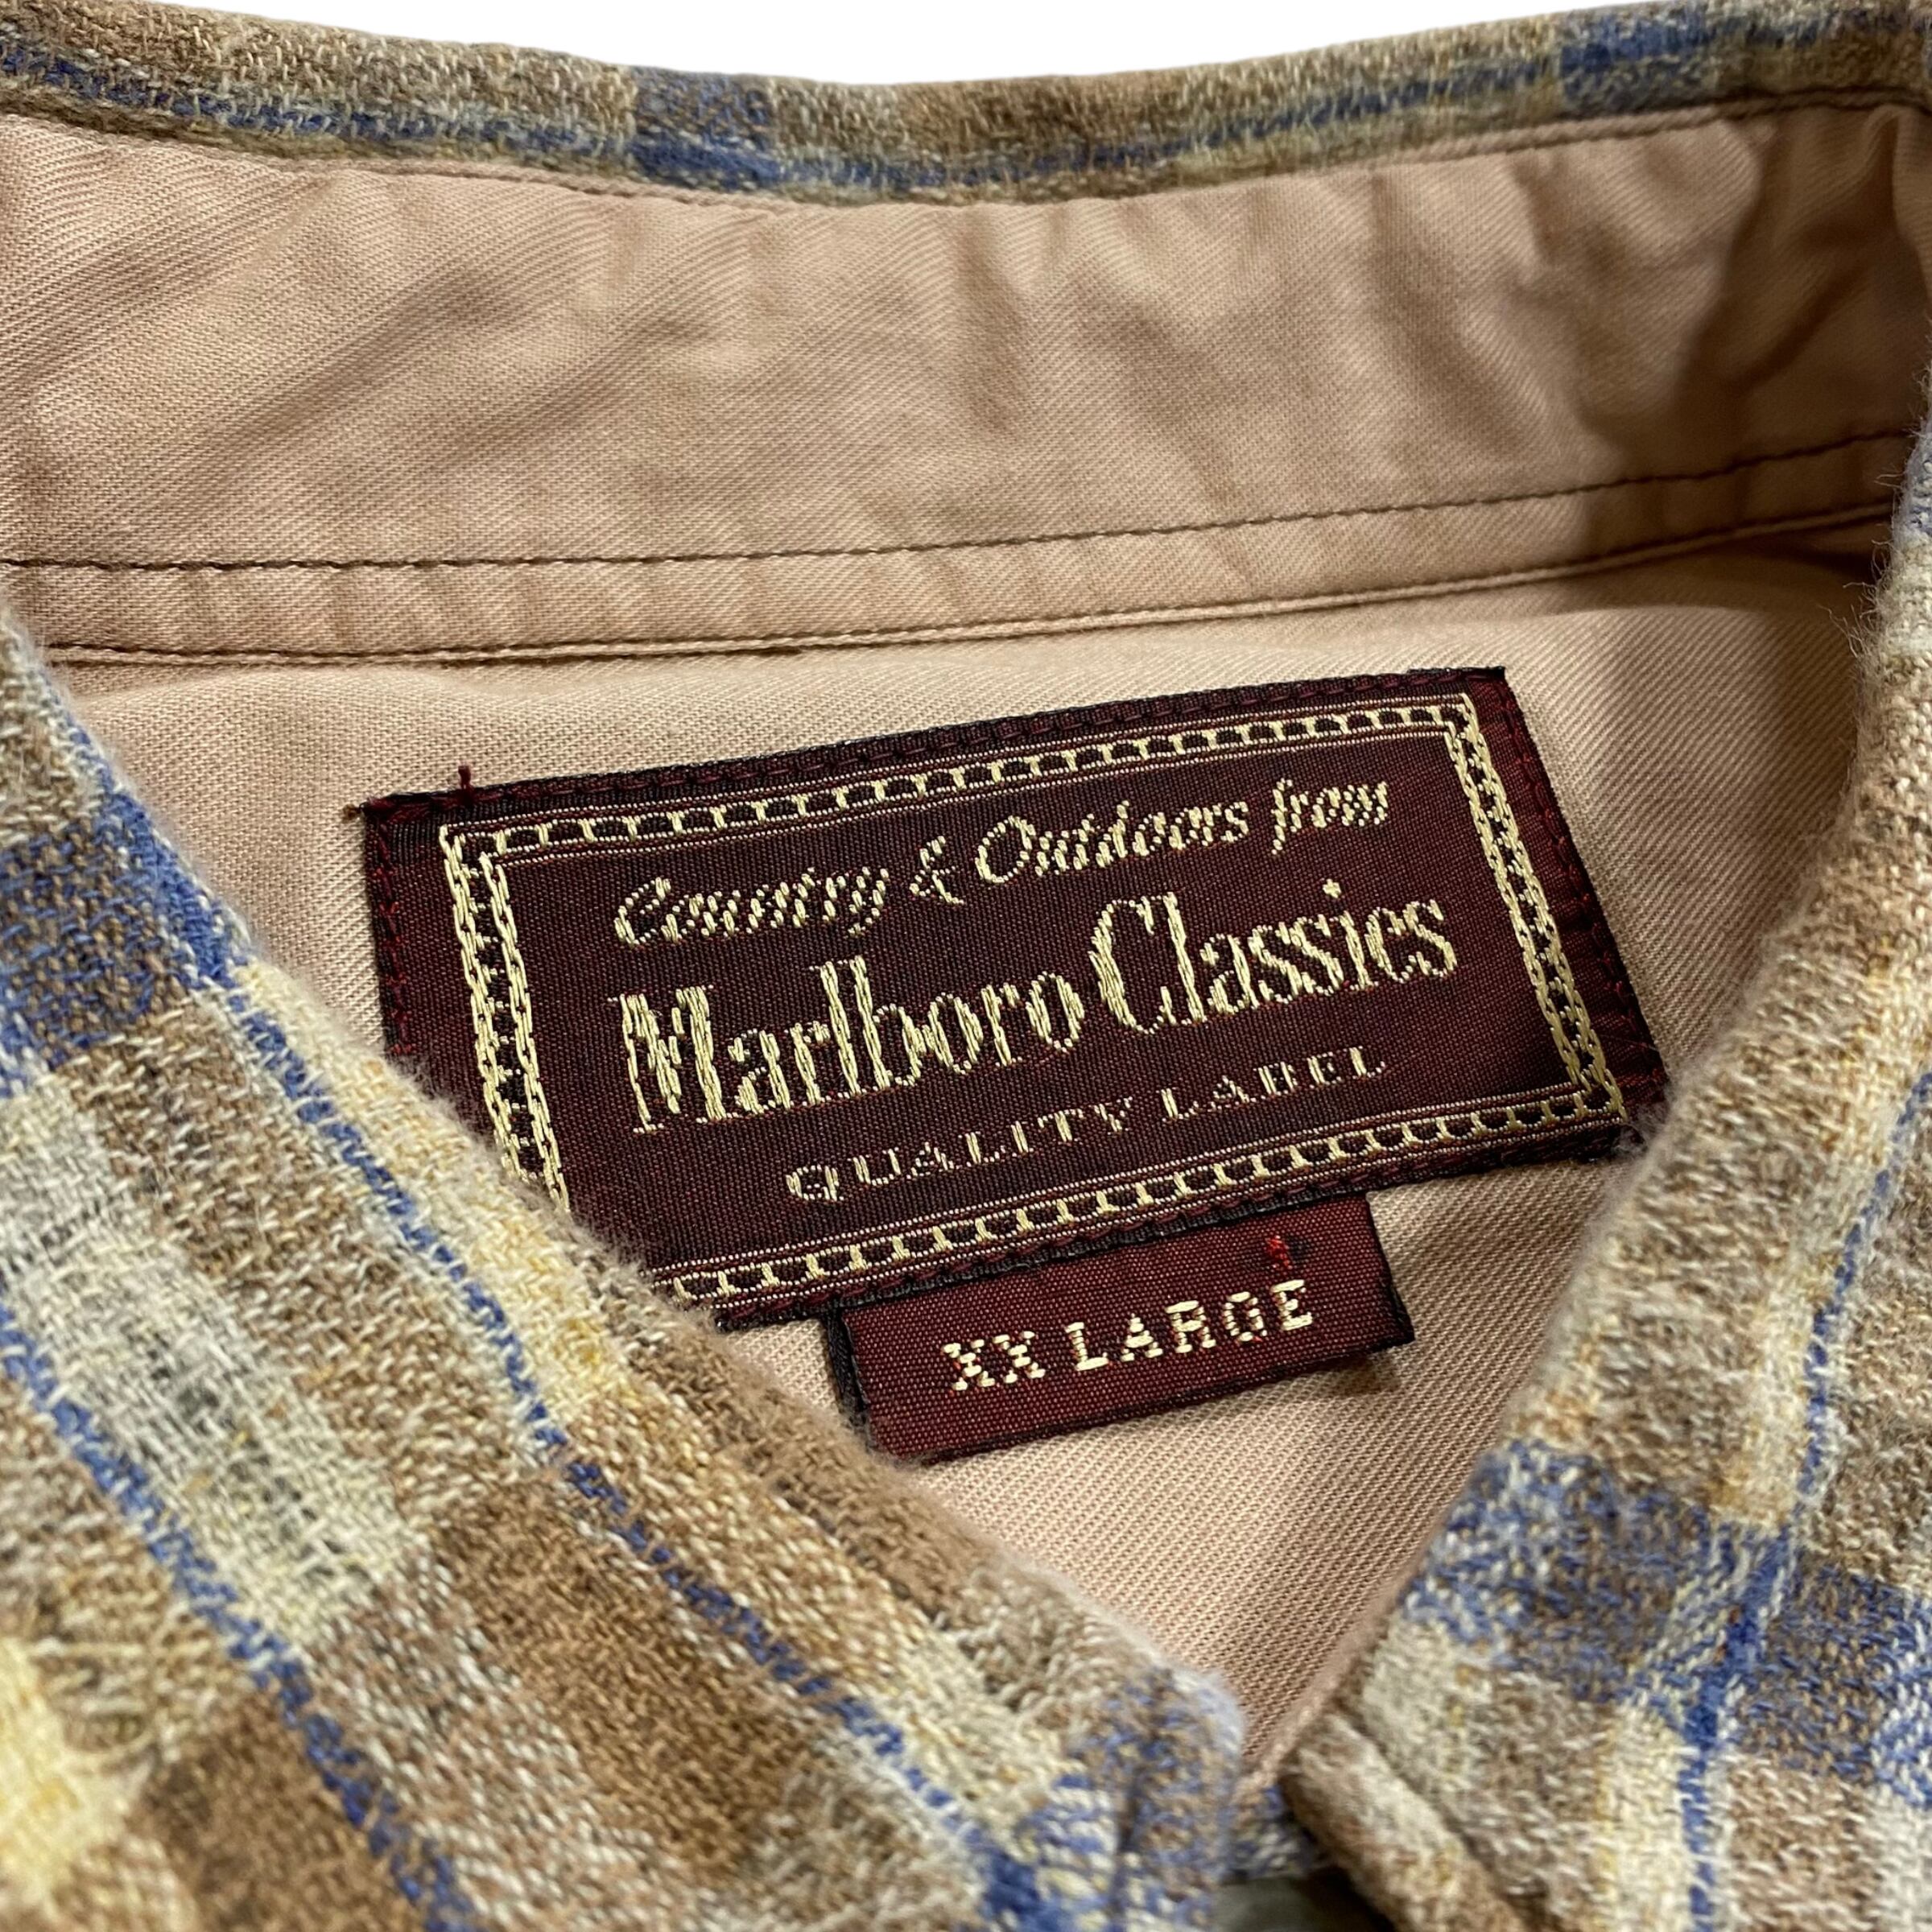 Country & Outdoors from
Marlboro Classics
QUALITY LABEL
XX LARGE